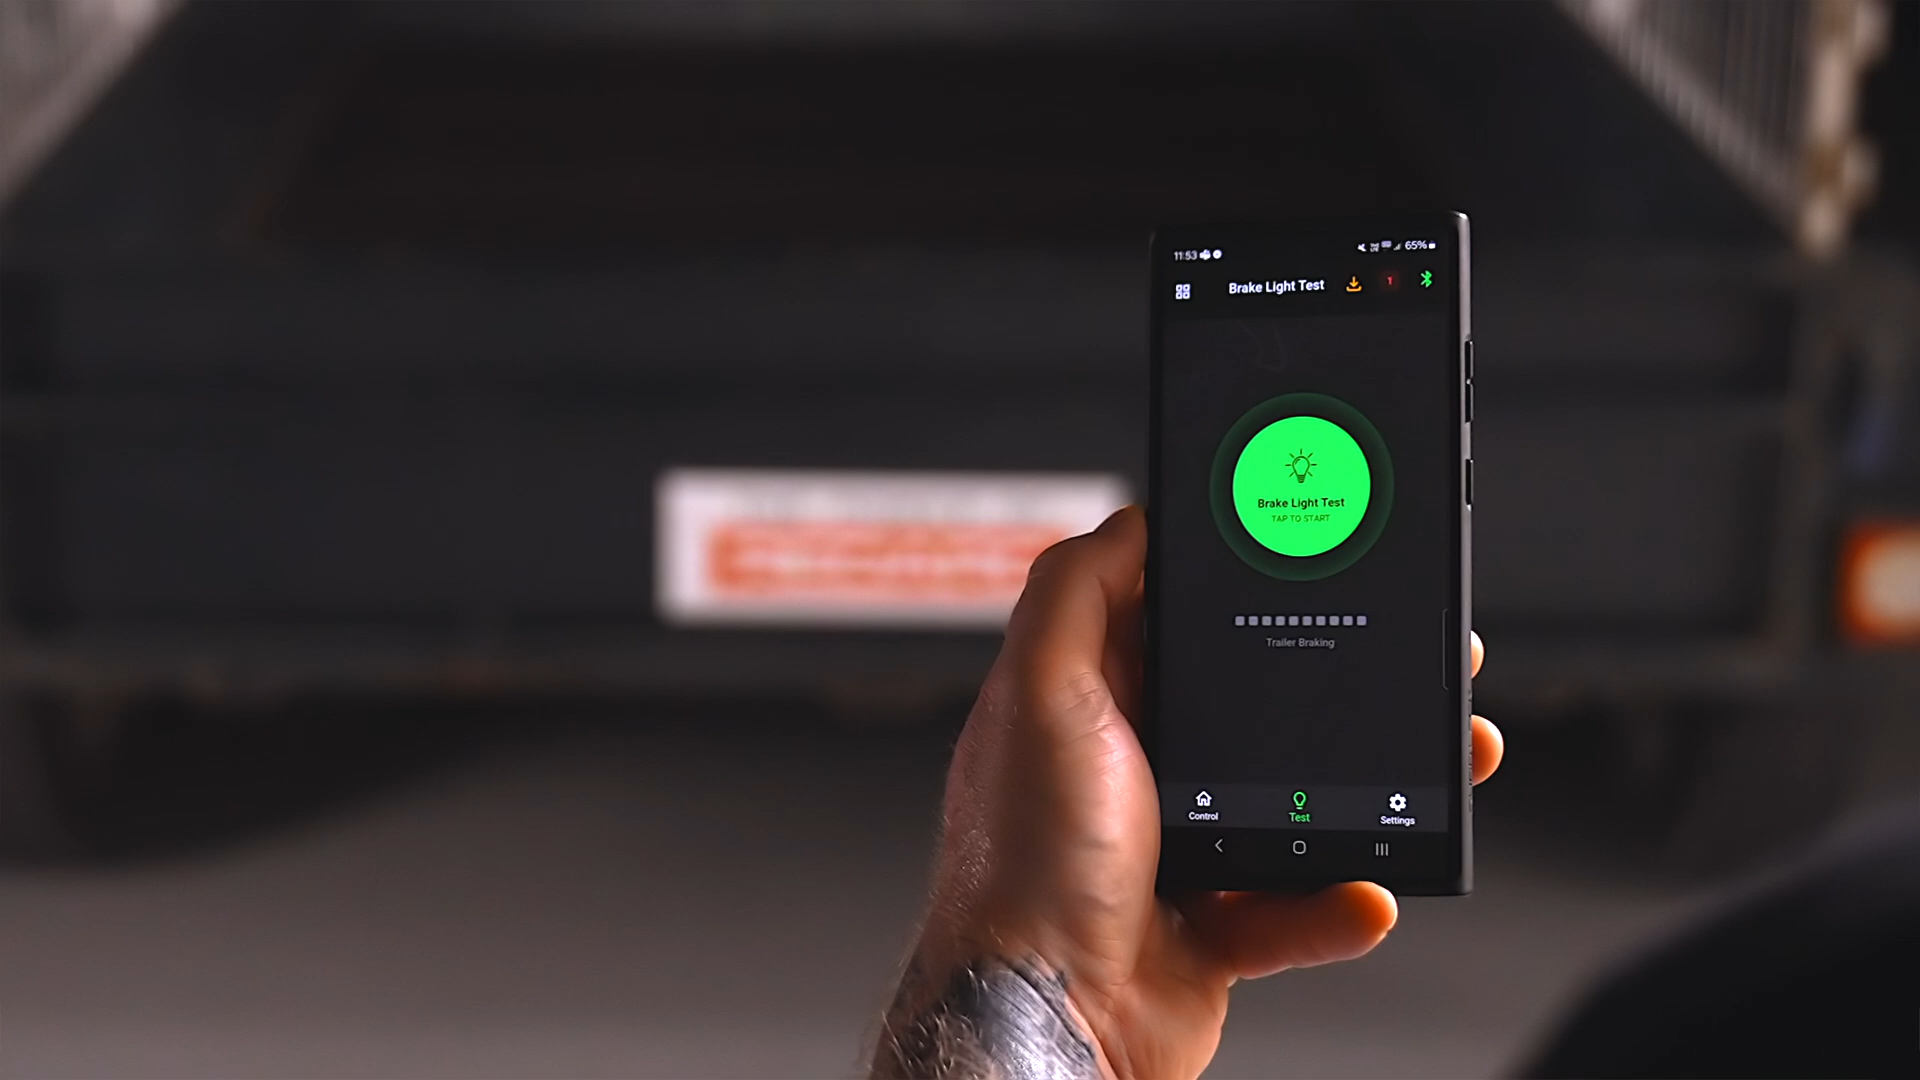 11:53
65%
Brake Light Test
1
Brake Light Test
TAP TO START
Trailer Braking
Control
Test
Settings